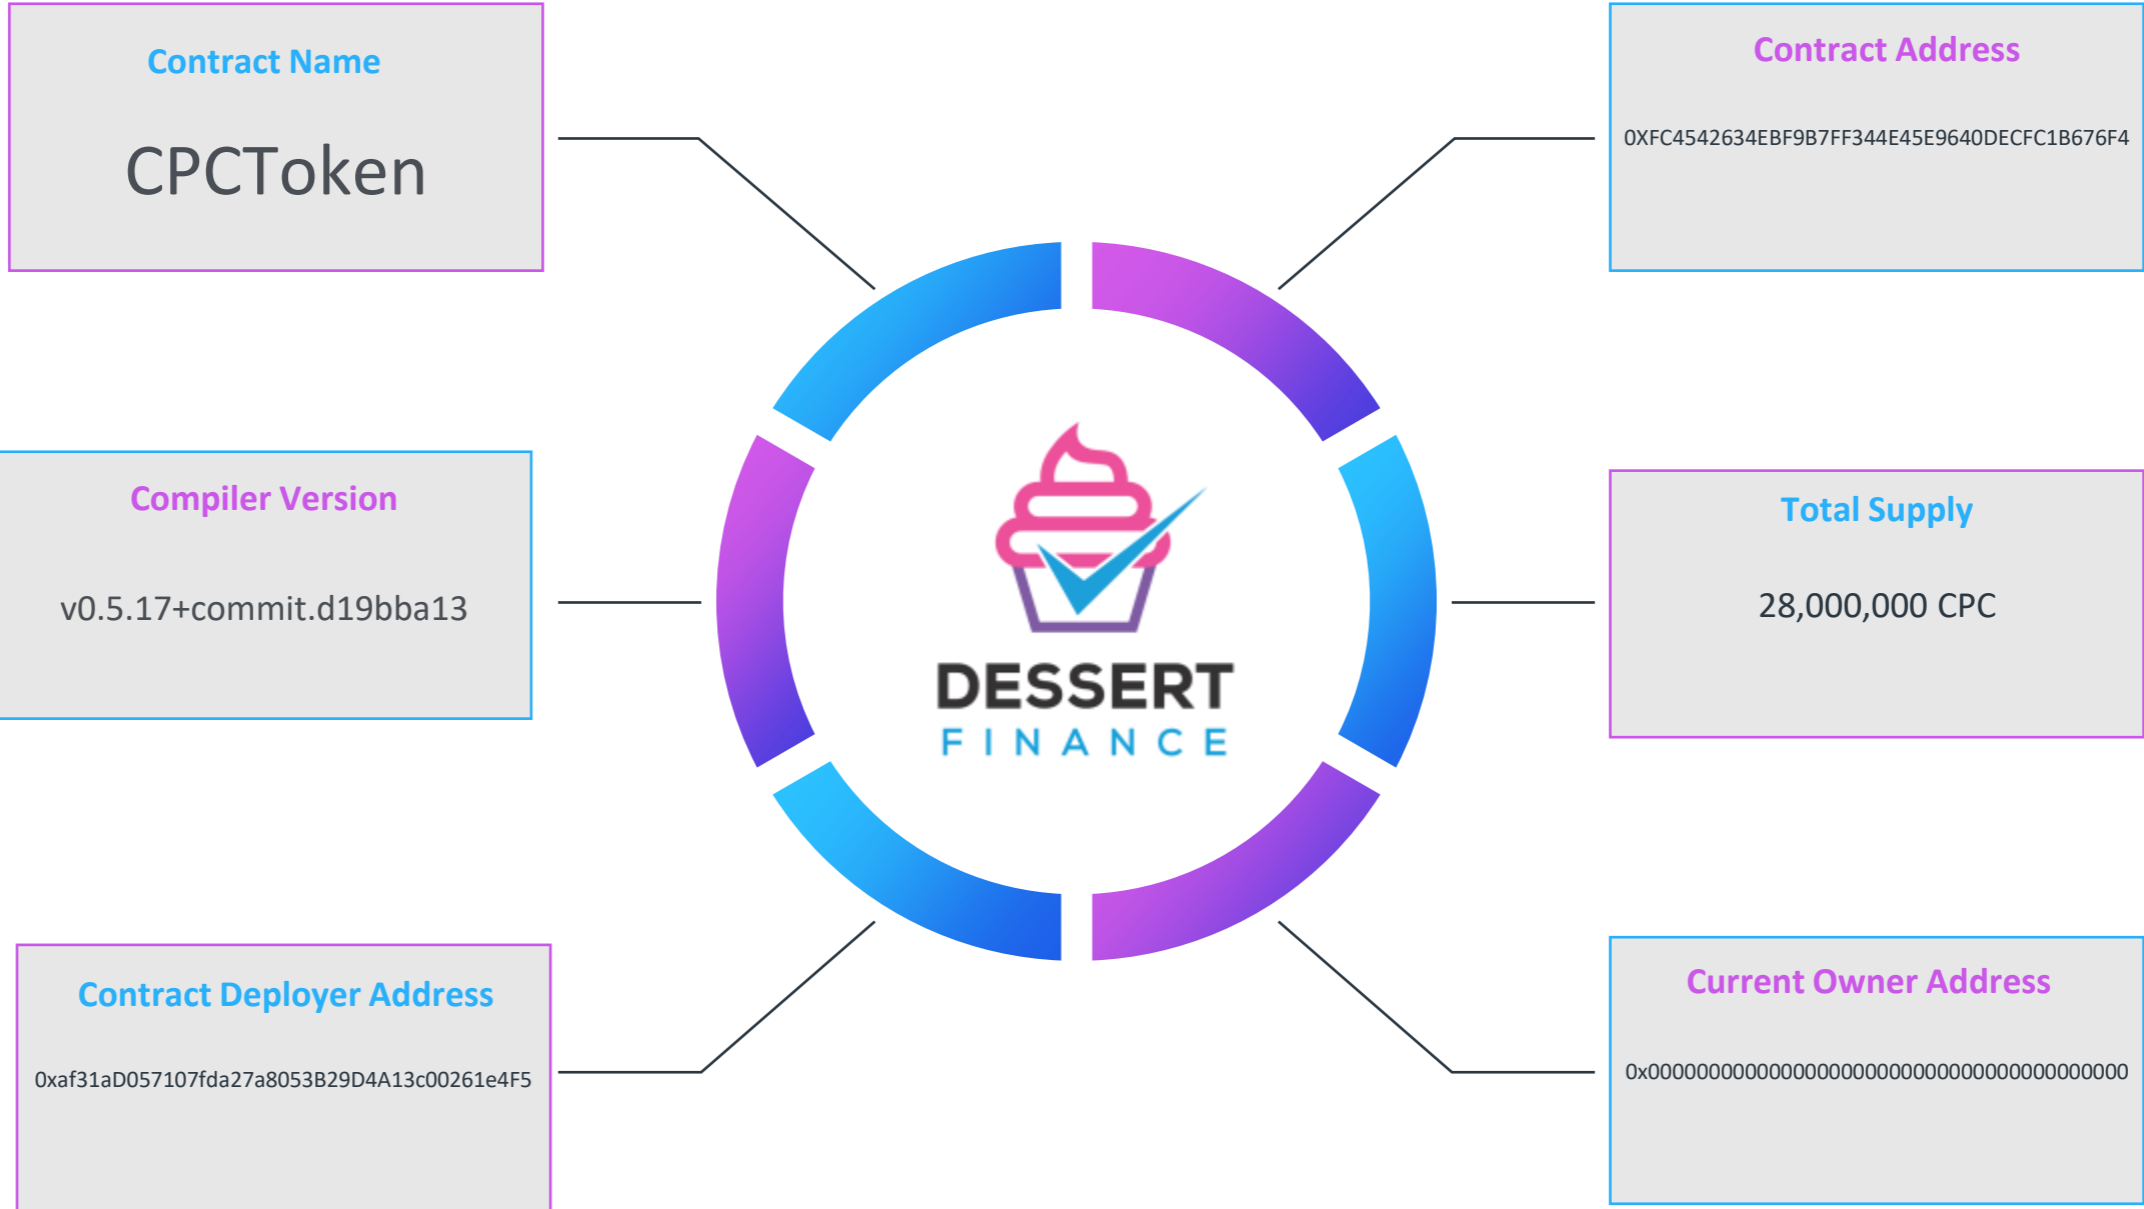 Contract Name
CPCToken
Contract Address
0XFC4542634EBF9B7FF344E45E9640DECFC1B676F4
Compiler Version
v0.5.17+commit.d19bba13
Total Supply
28,000,000 CPC
DESSERT
FINANCE
Contract Deployer Address
0xaf31aD057107fda27a8053B29D4A13c00261e4F5
Current Owner Address
0x0000000000000000000000000000000000000000